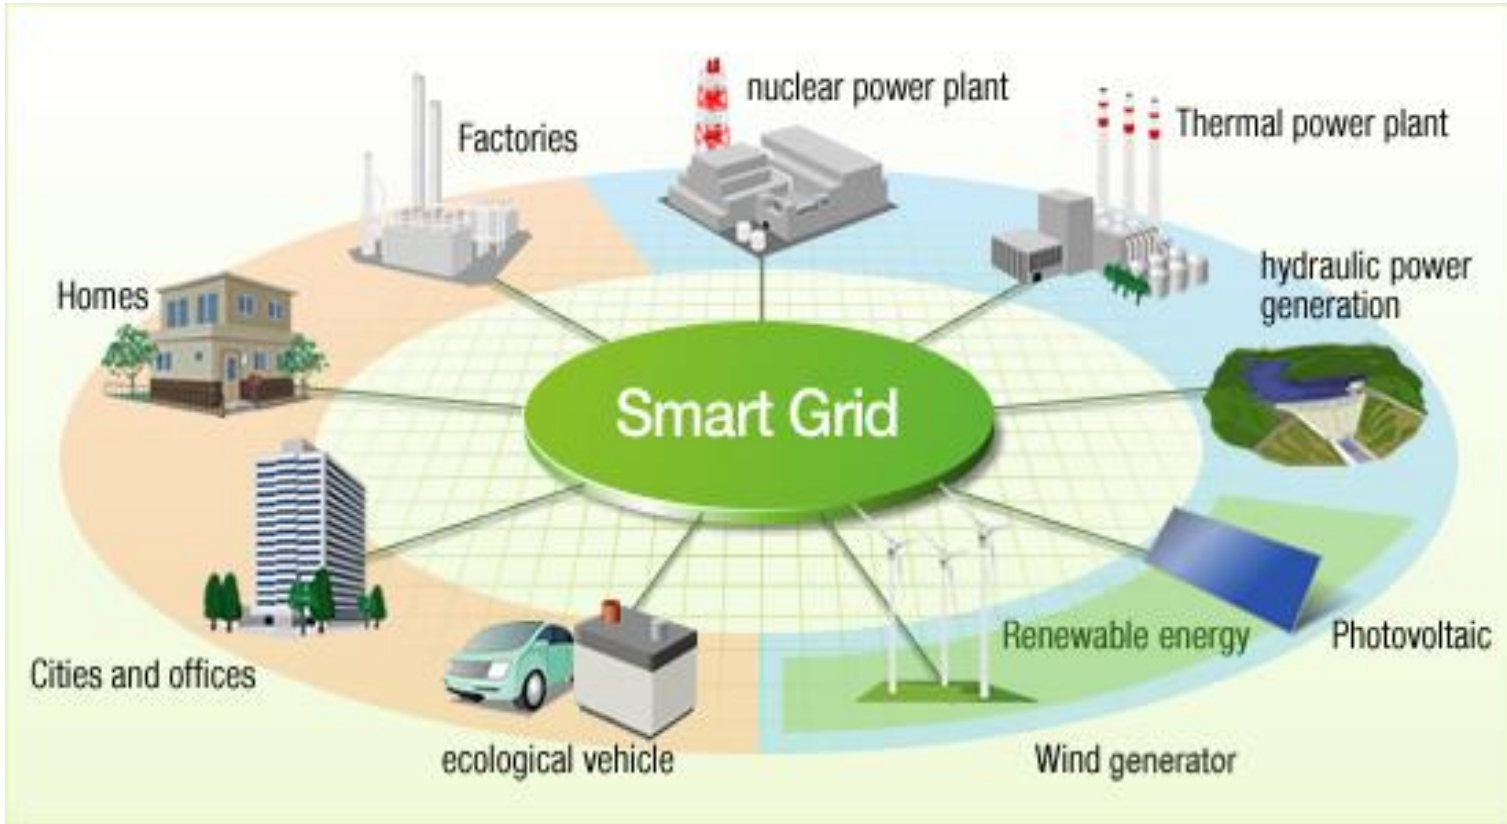 nuclear power plant
Thermal power plant
Factories
hydraulic power
generation
Homes
Smart Grid
Renewable energy
Photovoltaic
Cities and offices
ecological vehicle
Wind generator